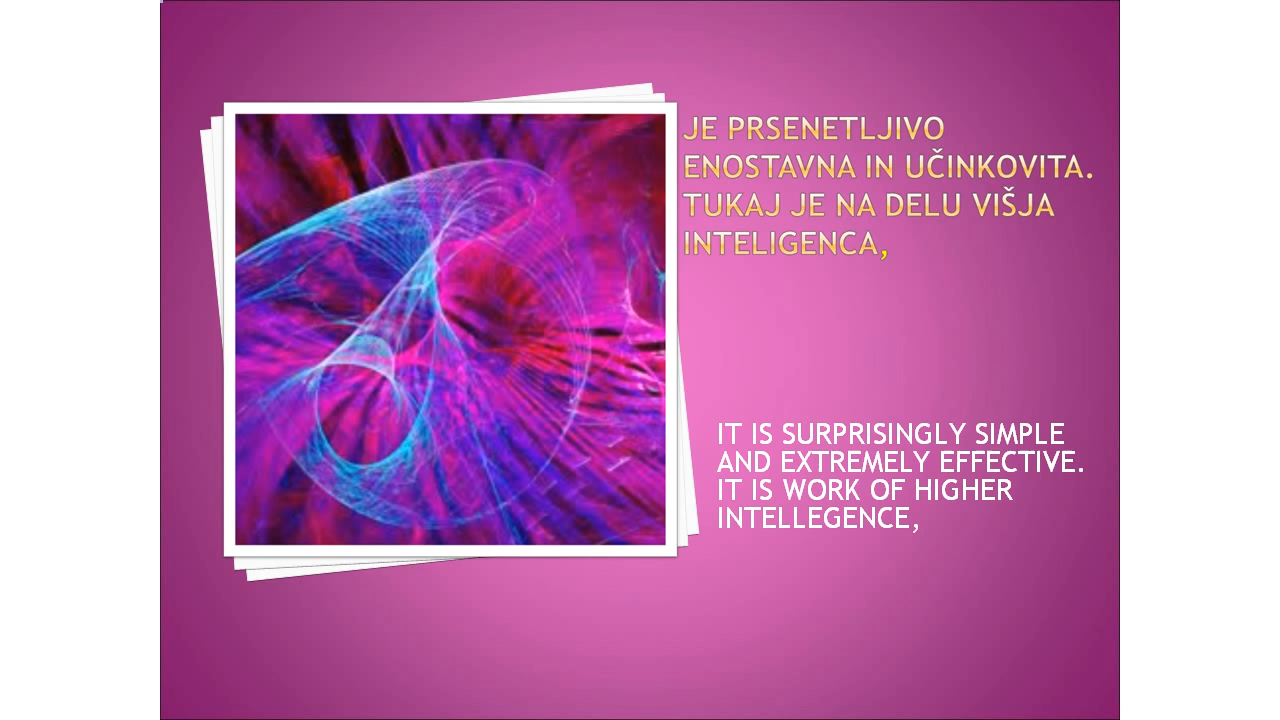 JE PRSENETLJIVO
ENOSTAVNA IN UČINKOVITA.
TUKAJ JE NA DELU VIŠJA
INTELIGENCA,
IT IS SURPRISINGLY SIMPLE
AND EXTREMELY EFFECTIVE.
IT IS WORK OF HIGHER
INTELLEGENCE,